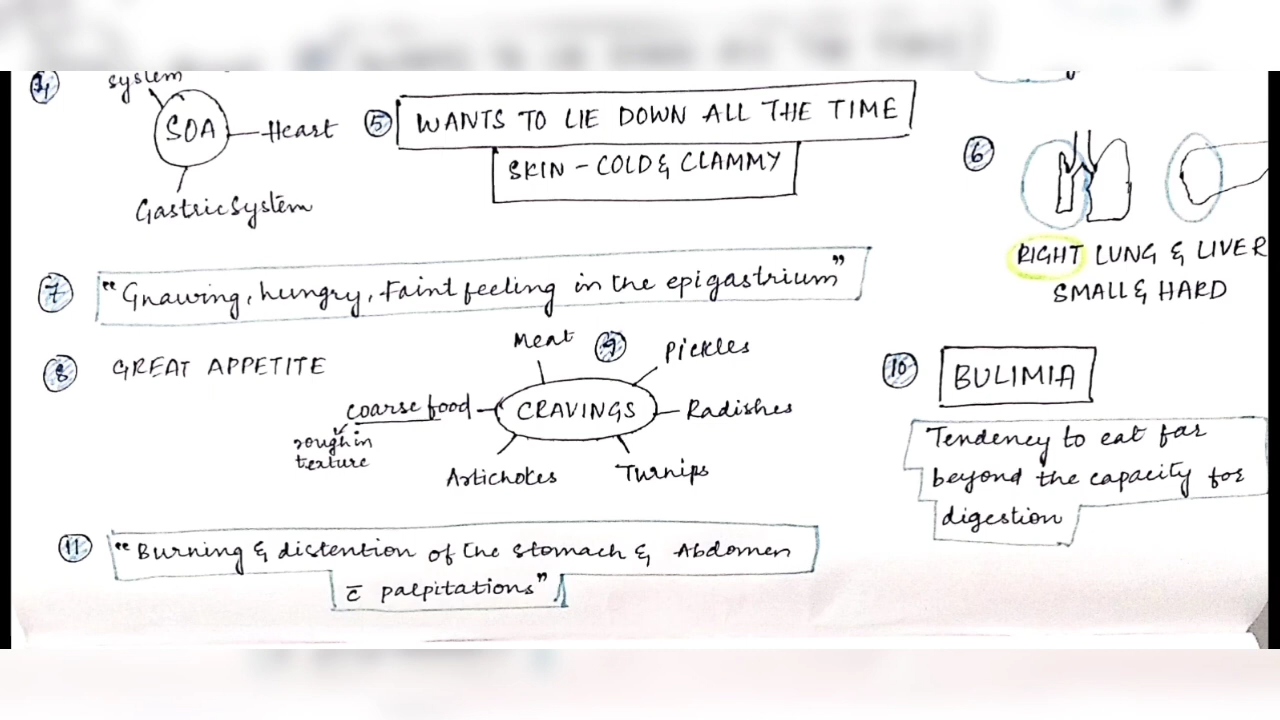 3,
system
SOA
Heart
Gastric System
5
WANTS TO LIE DOWN ALL THE TIME
SKIN - COLD & CLAMMY
6
RIGHT LUNG & LIVER
SMALL & HARD
7
"Gnawing, hungry, Faint feeling in the epigastrium"
8
GREAT APPETITE
9
Meat
Pickles
coarse food
CRAVINGS
Radishes
rough in
texture
Artichokes
Turnips
10
BULIMIA
Tendency to eat far
beyond the capacity for
digestion
11
"Burning & distention of the stomach & Abdomen
c̄ palpitations"